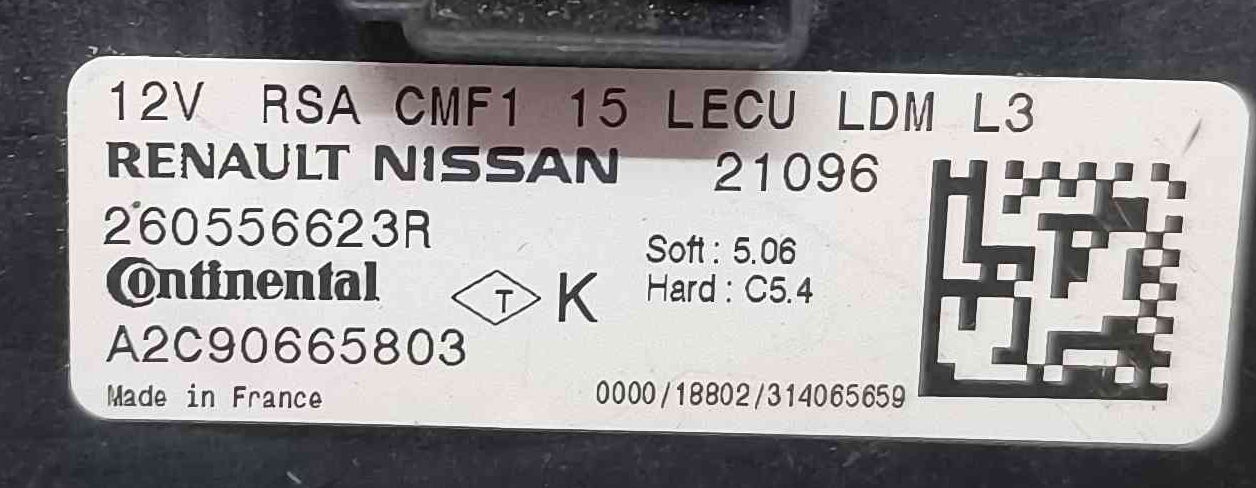 12V RSA CMF1 15 LECU LDM L3
RENAULT NISSAN 21096
260556623R
Soft : 5.06
Continental T K Hard : C5.4
A2C90665803
Made in France 0000/18802/314065659